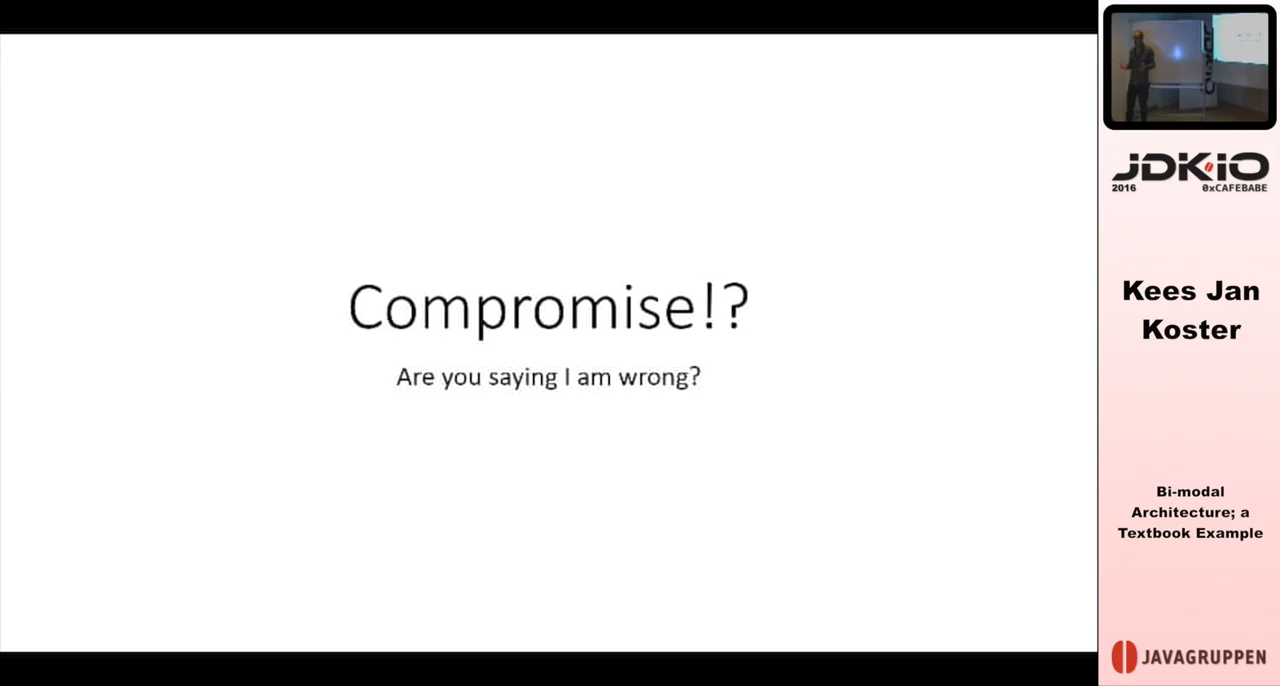 Compromise!?
Are you saying I am wrong?
JDK.IO
2016 0xCAFEBABE
Kees Jan
Koster
Bi-modal
Architecture; a
Textbook Example
JAVAGRUPPEN